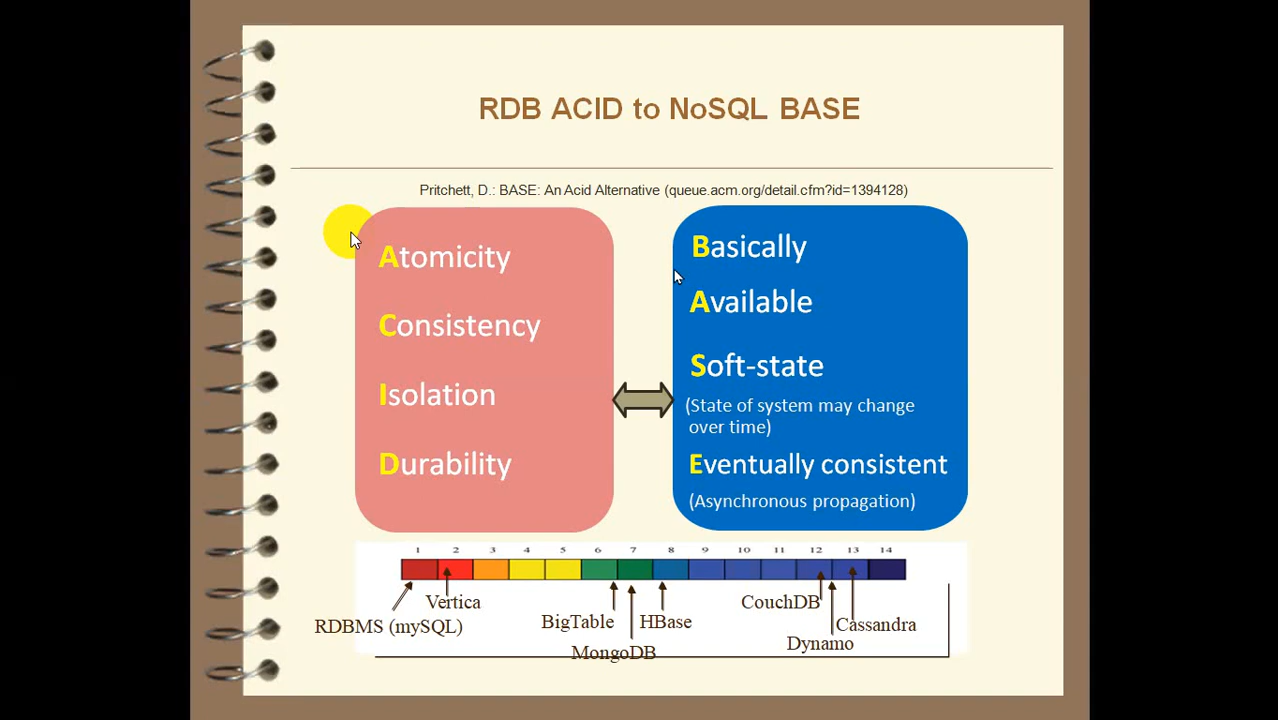 RDB ACID to NoSQL BASE
Pritchett, D.: BASE: An Acid Alternative (queue.acm.org/detail.cfm?id=1394128)
Atomicity
Consistency
Isolation
Durability
Basically
Available
Soft-state
(State of system may change
over time)
Eventually consistent
(Asynchronous propagation)
1 2 3 4 5 6 7 8 9 10 11 12 13 14
RDBMS (mySQL)
Vertica
BigTable
MongoDB
HBase
CouchDB
Dynamo
Cassandra